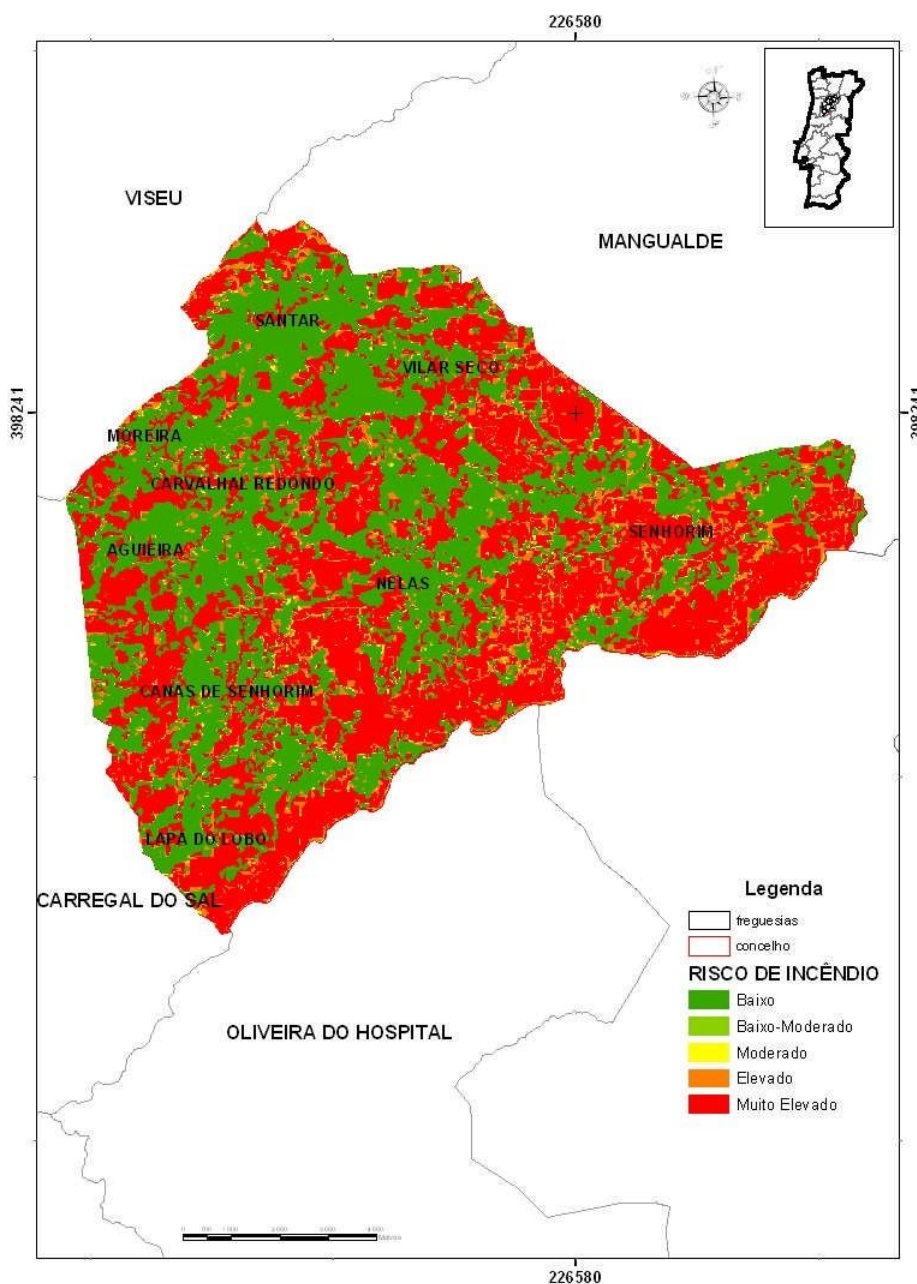 226580
VISEU
MANGUALDE
SANTAR
VILAR SECO
398241
398241
MOREIRA
CARVALHAL REDONDO
SENHORIM
AGUIEIRA
NELAS
CANAS DE SENHORIM
LAPA DO LOBO
CARREGAL DO SAL
Legenda
freguesias
concelho
RISCO DE INCÊNDIO
Baixo
Baixo-Moderado
Moderado
Elevado
Muito Elevado
OLIVEIRA DO HOSPITAL
226580